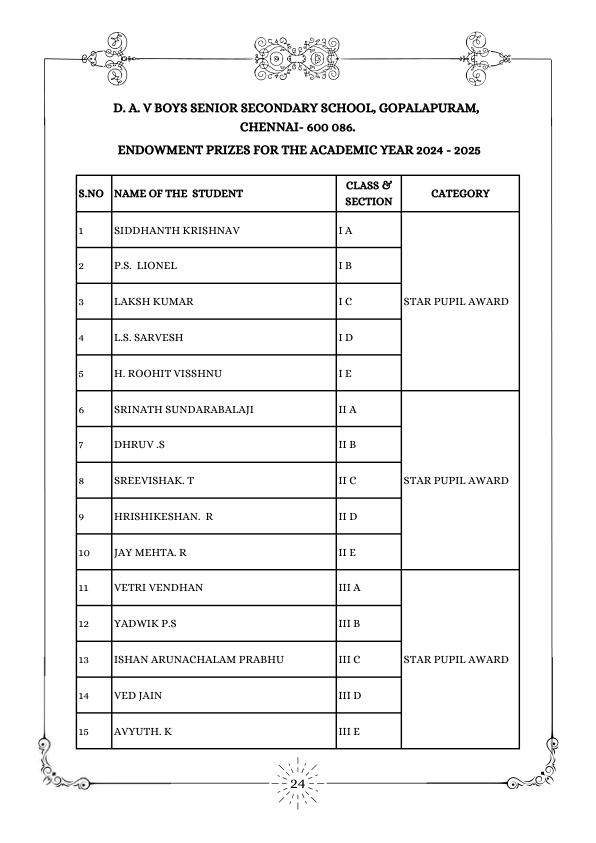 D. A. V BOYS SENIOR SECONDARY SCHOOL, GOPALAPURAM,
CHENNAI- 600 086.
ENDOWMENT PRIZES FOR THE ACADEMIC YEAR 2024 - 2025
S.NO NAME OF THE STUDENT CLASS & SECTION CATEGORY
1 SIDDHANTH KRISHNAV I A
2 P.S. LIONEL I B
3 LAKSH KUMAR I C STAR PUPIL AWARD
4 L.S. SARVESH I D
5 H. ROOHIT VISSHNU I E
6 SRINATH SUNDARABALAJI II A
7 DHRUV .S II B
8 SREEVISHAK. T II C STAR PUPIL AWARD
9 HRISHIKESHAN. R II D
10 JAY MEHTA. R II E
11 VETRI VENDHAN III A
12 YADWIK P.S III B
13 ISHAN ARUNACHALAM PRABHU III C STAR PUPIL AWARD
14 VED JAIN III D
15 AVYUTH. K III E
24